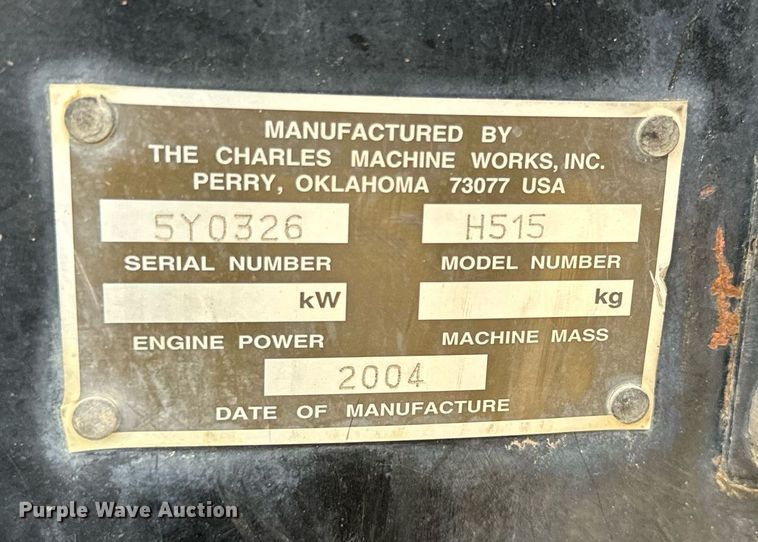 MANUFACTURED BY
THE CHARLES MACHINE WORKS, INC.
PERRY, OKLAHOMA 73077 USA
5Y0326 H515
SERIAL NUMBER MODEL NUMBER
kW kg
ENGINE POWER MACHINE MASS
2004
DATE OF MANUFACTURE
Purple Wave Auction